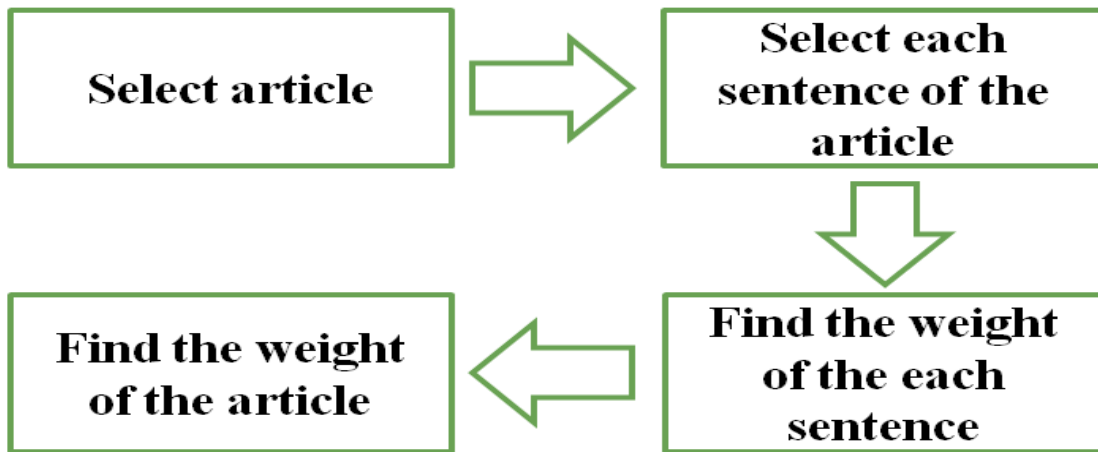 Select article
Select each
sentence of the
article
Find the weight
of the each
sentence
Find the weight
of the article